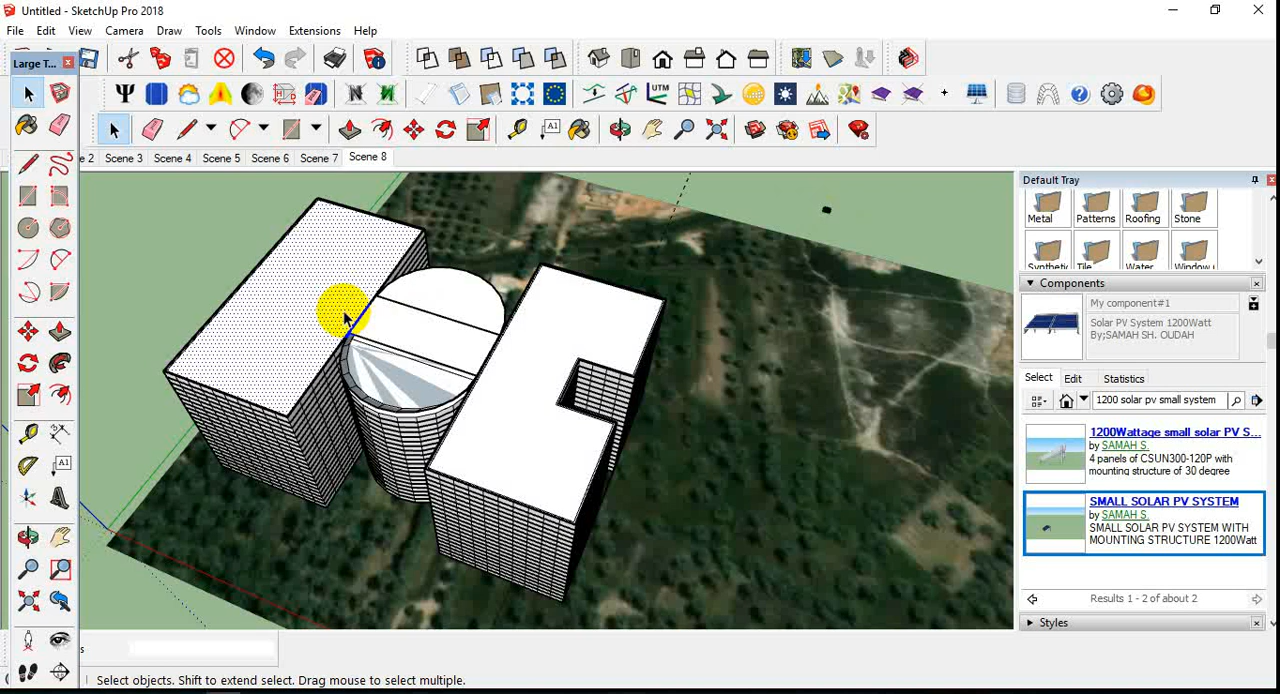 Untitled - SketchUp Pro 2018
File Edit View Camera Draw Tools Window Extensions Help
Large T...
UTM
A1
e 2 Scene 3 Scene 4 Scene 5 Scene 6 Scene 7 Scene 8
Default Tray
Metal Patterns Roofing Stone
Synthetic Tile Water Window
Components
My component#1
Solar PV System 1200Watt
By;SAMAH SH. OUDAH
Select Edit Statistics
1200 solar pv small system
1200Wattage small solar PV S...
by SAMAH S.
4 panels of CSUN300-120P with
mounting structure of 30 degree
SMALL SOLAR PV SYSTEM
by SAMAH S.
SMALL SOLAR PV SYSTEM WITH
MOUNTING STRUCTURE 1200Watt
Results 1 - 2 of about 2
Styles
A1
s
Select objects. Shift to extend select. Drag mouse to select multiple.